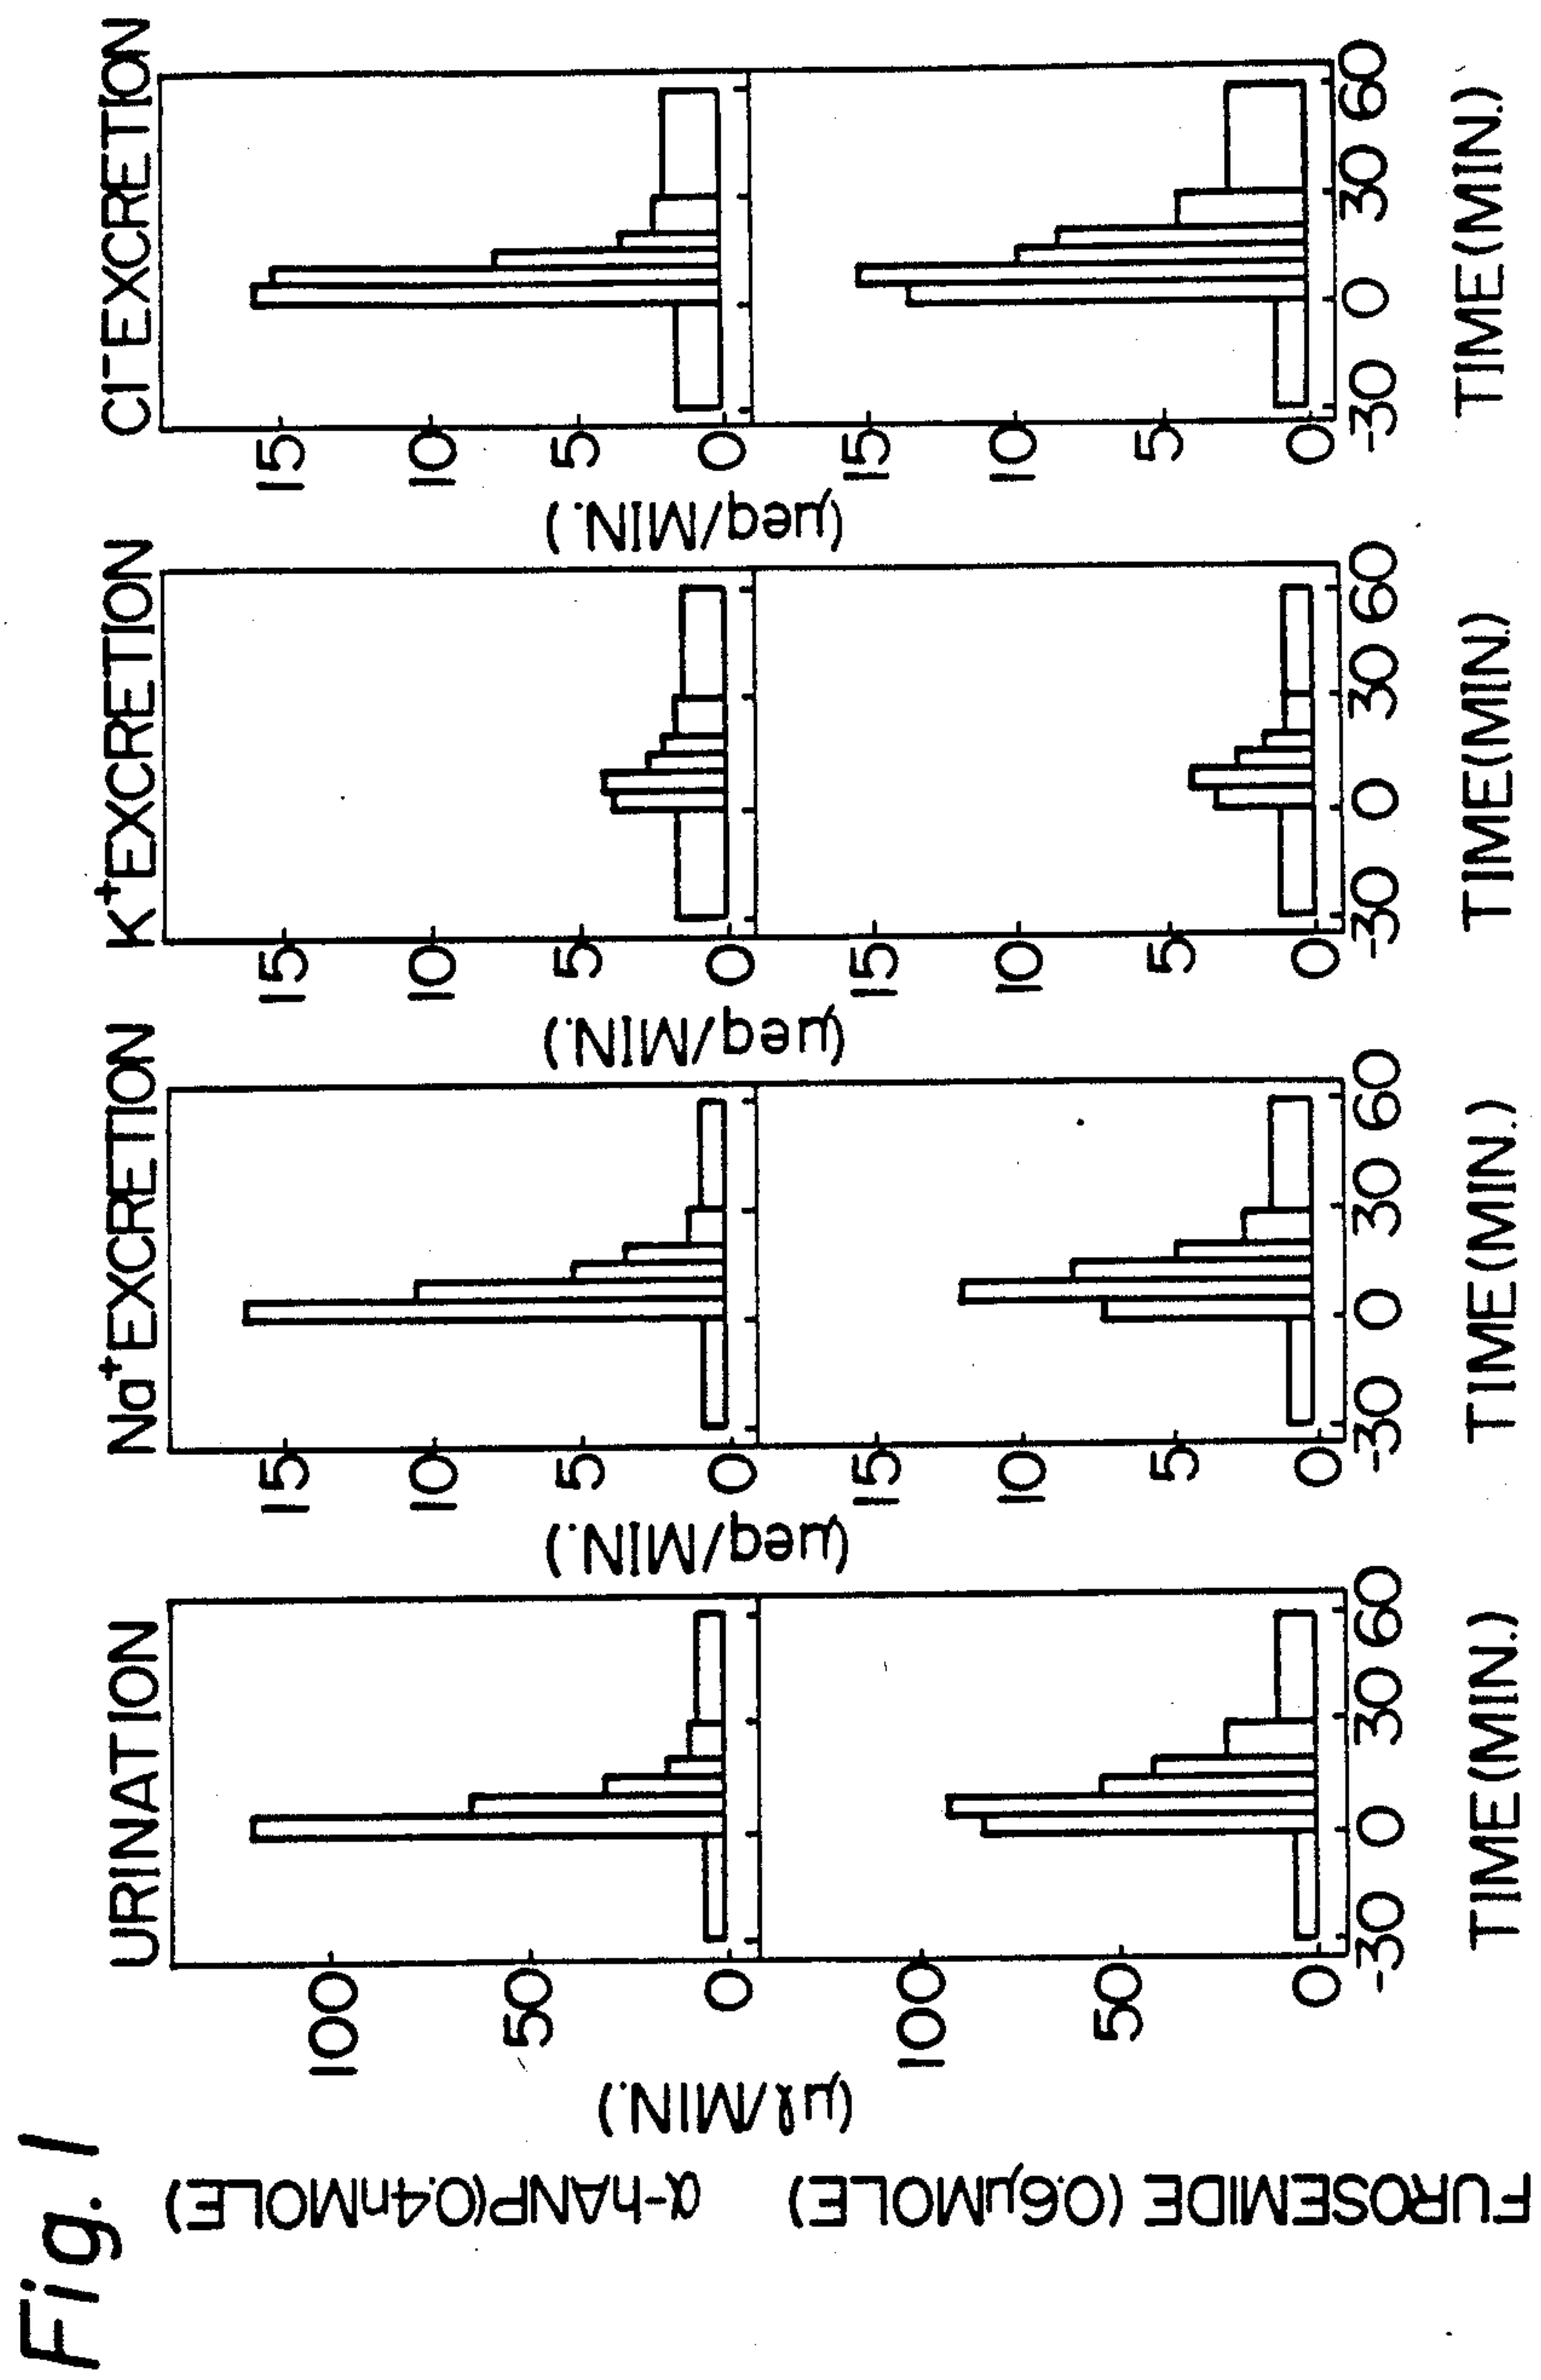 Fig. 1
URINATION
Na+EXCRETION
K+EXCRETION
Cl-EXCRETION
α-hANP(0.4nMOLE)
(μℓ/MIN.)
100
50
0
(μeq/MIN.)
15
10
5
0
(μeq/MIN.)
15
10
5
0
(μeq/MIN.)
15
10
5
0
FUROSEMIDE (0.6μMOLE)
100
50
0
15
10
5
0
15
10
5
0
15
10
5
0
-30 0 30 60
-30 0 30 60
-30 0 30 60
-30 0 30 60
TIME(MIN.)
TIME(MIN.)
TIME(MIN.)
TIME(MIN.)